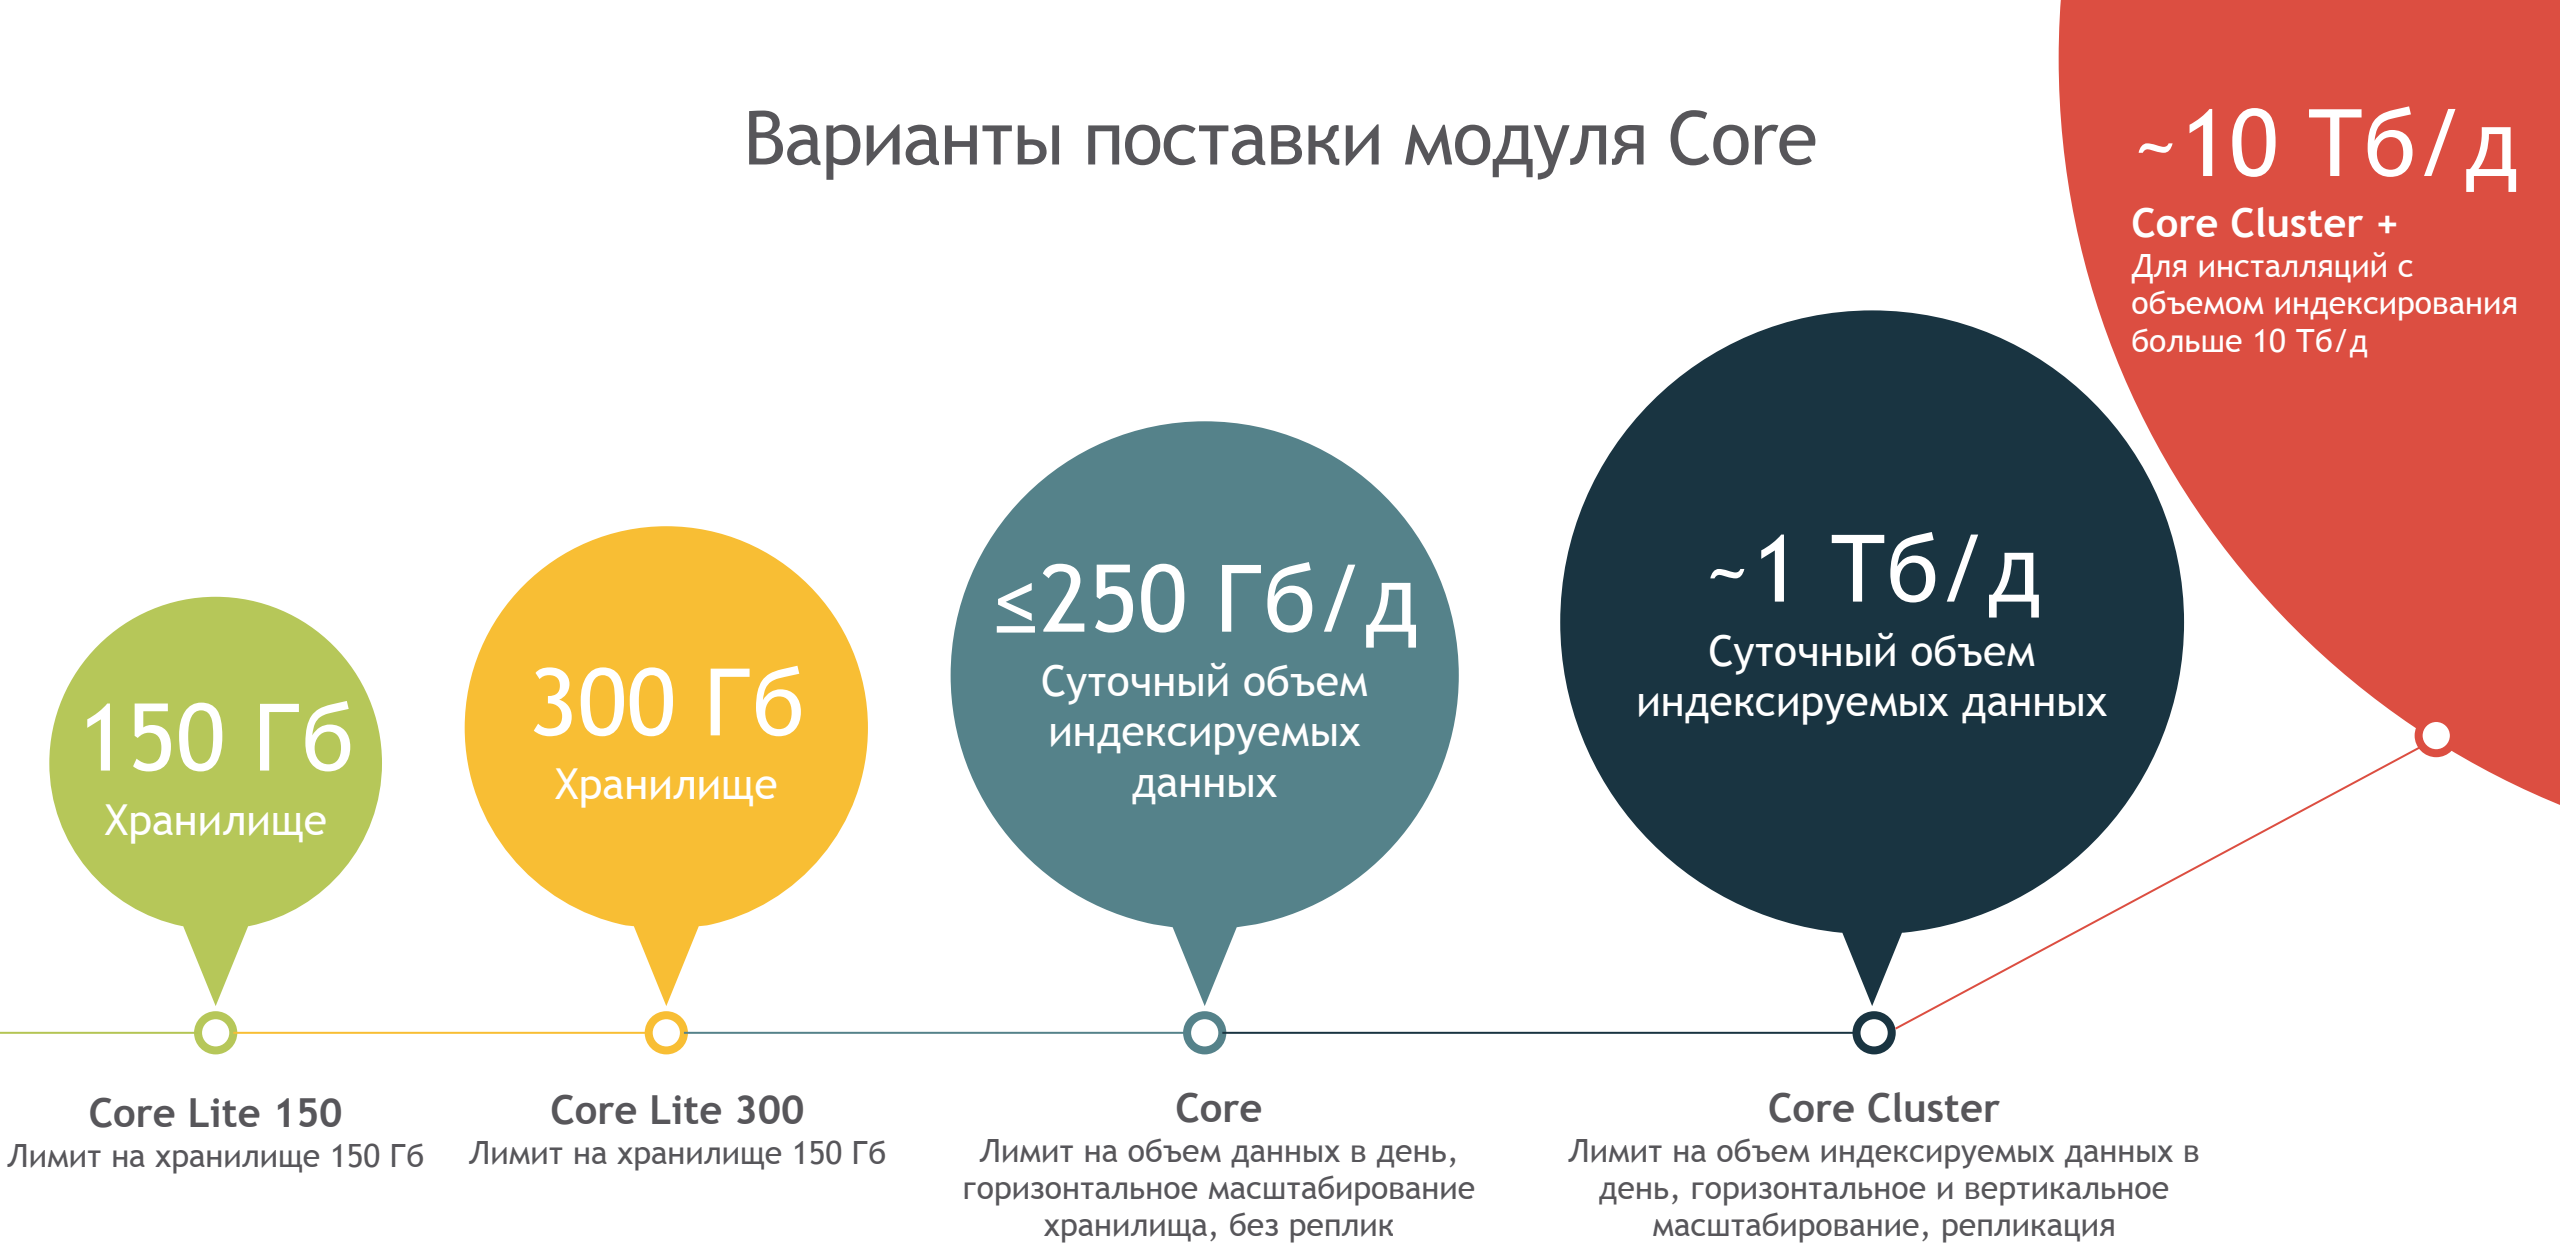 Варианты поставки модуля Core
150 Гб
Хранилище
Core Lite 150
Лимит на хранилище 150 Гб
300 Гб
Хранилище
Core Lite 300
Лимит на хранилище 150 Гб
≤250 Гб/д
Суточный объем
индексируемых
данных
Core
Лимит на объем данных в день,
горизонтальное масштабирование
хранилища, без реплик
~1 Тб/д
Суточный объем
индексируемых данных
Core Cluster
Лимит на объем индексируемых данных в
день, горизонтальное и вертикальное
масштабирование, репликация
~10 Тб/д
Core Cluster +
Для инсталляций с
объемом индексирования
больше 10 Тб/д